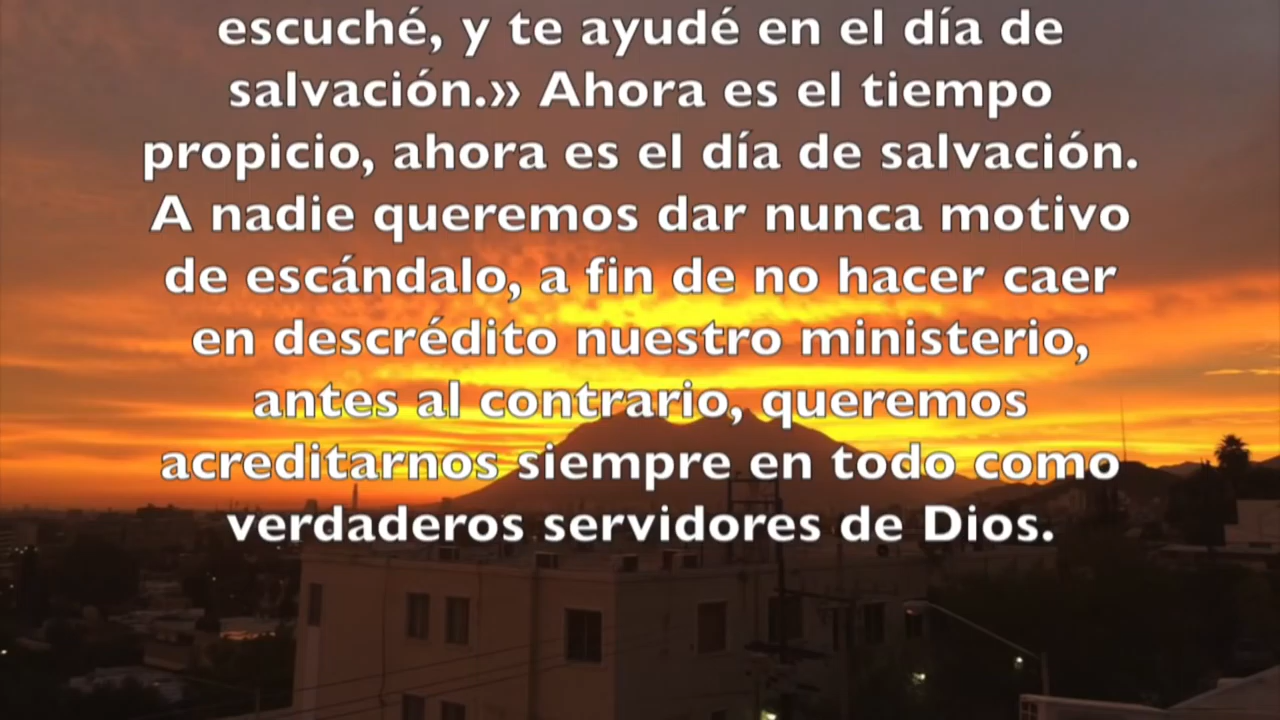 escuché, y te ayudé en el día de
salvación.» Ahora es el tiempo
propicio, ahora es el día de salvación.
A nadie queremos dar nunca motivo
de escándalo, a fin de no hacer caer
en descrédito nuestro ministerio,
antes al contrario, queremos
acreditarnos siempre en todo como
verdaderos servidores de Dios.